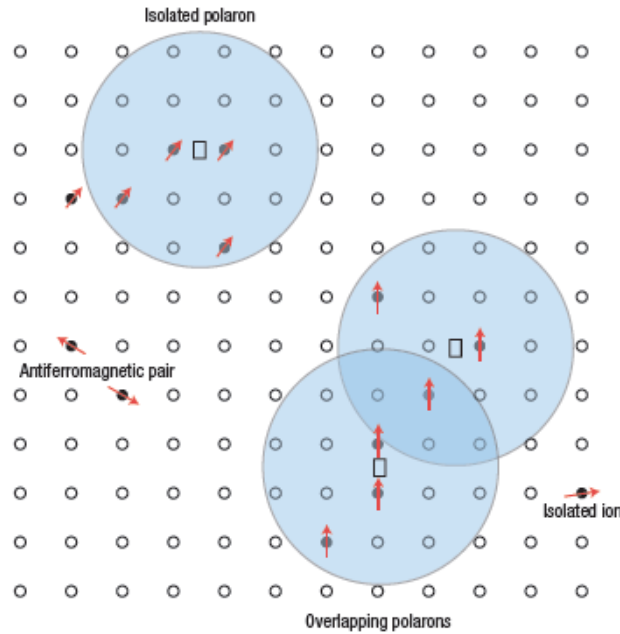 Isolated polaron
Antiferromagnetic pair
Isolated ion
Overlapping polarons